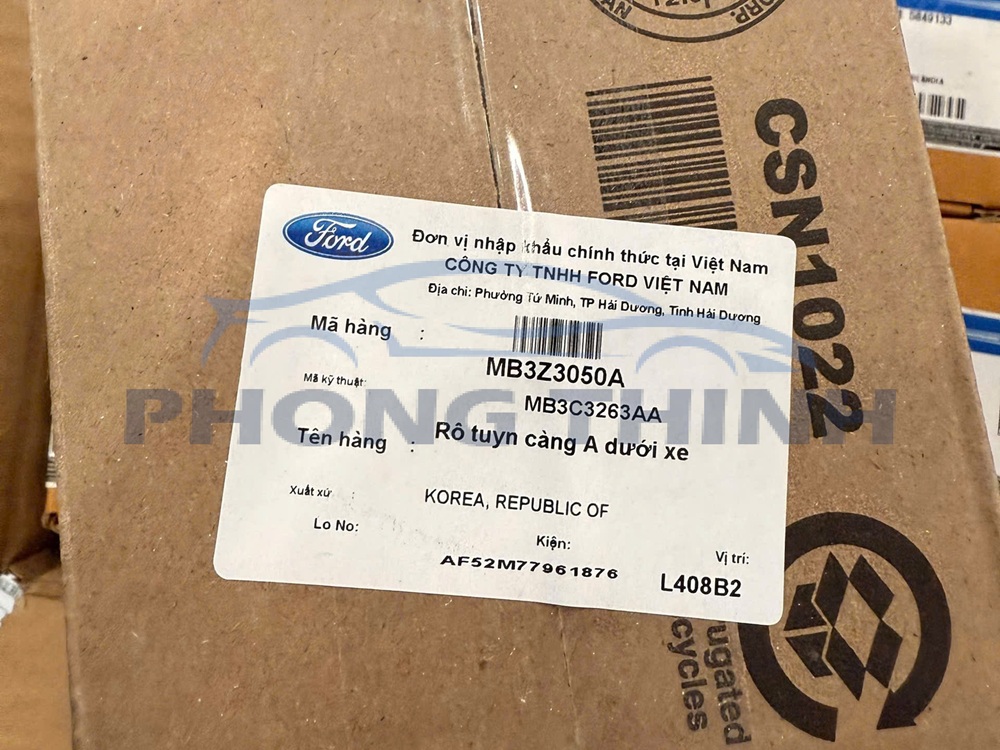 CORP.
5849133
CSN1022
Ford
Đơn vị nhập khẩu chính thức tại Việt Nam
CÔNG TY TNHH FORD VIỆT NAM
Địa chỉ: Phường Tứ Minh, TP Hải Dương, Tỉnh Hải Dương
Mã hàng :
MB3Z3050A
Mã kỹ thuật:
MB3C3263AA
PHONG THINH
Tên hàng : Rô tuyn càng A dưới xe
Xuất xứ : KOREA, REPUBLIC OF
Lo No:
Kiện:
AF52M77961876
Vị trí:
L408B2
ugated
cycles